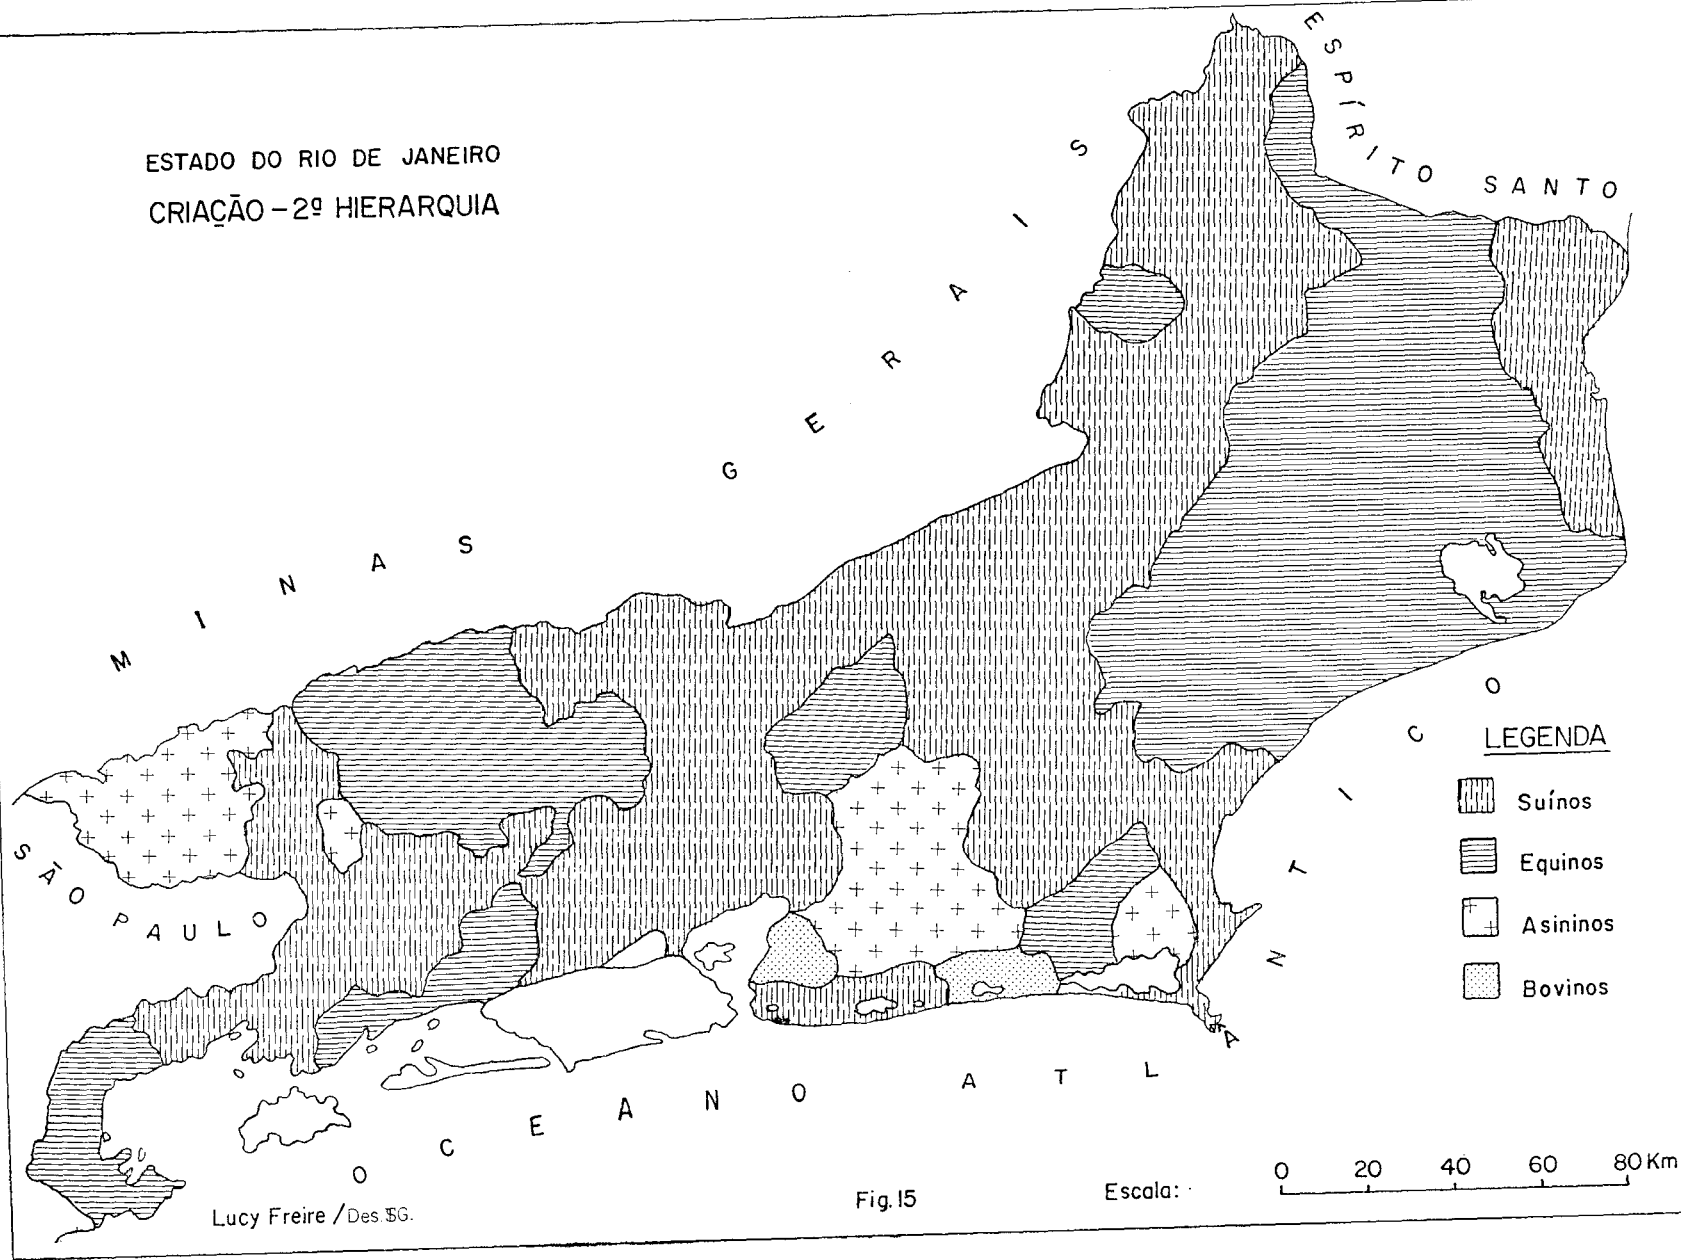 ESTADO DO RIO DE JANEIRO
CRIAÇÃO – 2ª HIERARQUIA
ESPÍRITO SANTO
MINAS GERAIS
SÃO PAULO
OCEANO ATLÂNTICO
LEGENDA
Suínos
Equinos
Asininos
Bovinos
Escala:
0 20 40 60 80 Km
Fig. 15
Lucy Freire / Des. SG.